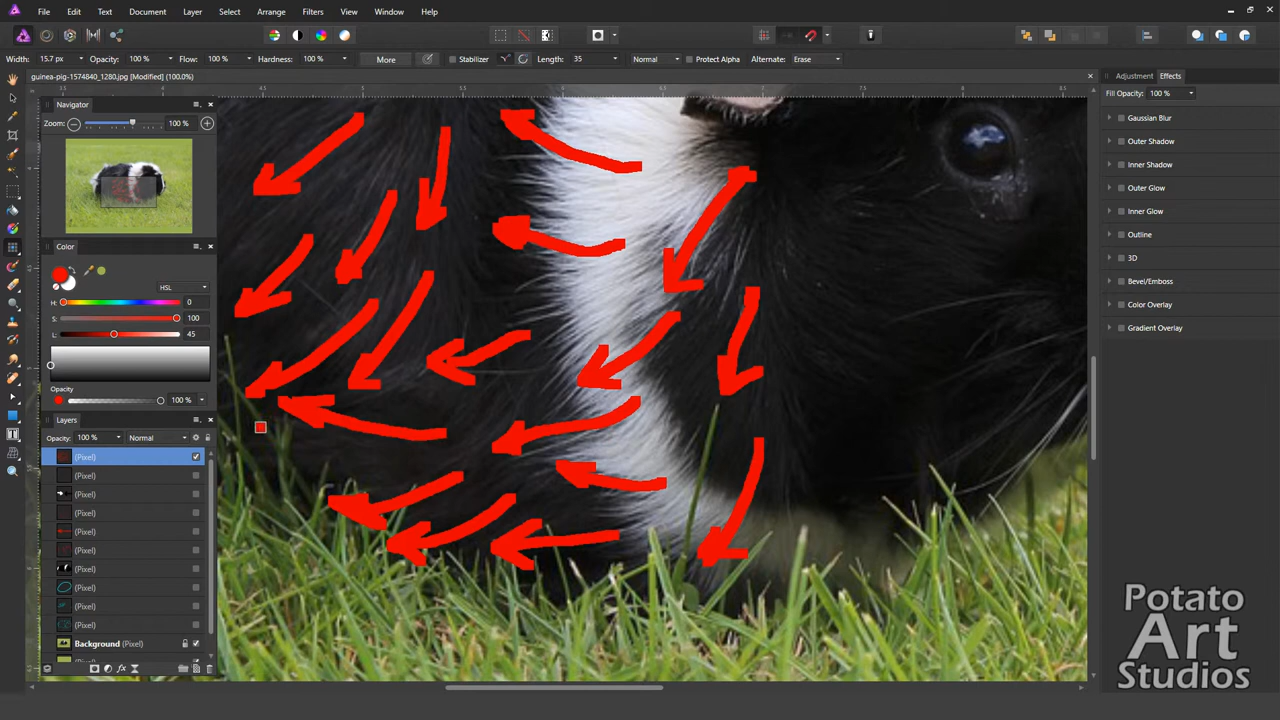 File Edit Text Document Layer Select Arrange Filters View Window Help
Width: 15.7 px Opacity: 100 % Flow: 100 % Hardness: 100 % More Stabilizer Length: 35 Normal Protect Alpha Alternate: Erase
guinea-pig-1574840_1280.jpg [Modified] (100.0%)
Navigator
Zoom: 100 %
Color
HSL
H: 0
S: 100
L: 45
Opacity
100 %
Layers
Opacity: 100 % Normal
(Pixel)
(Pixel)
(Pixel)
(Pixel)
(Pixel)
(Pixel)
(Pixel)
(Pixel)
(Pixel)
(Pixel)
Background (Pixel)
Adjustment Effects
Fill Opacity: 100 %
Gaussian Blur
Outer Shadow
Inner Shadow
Outer Glow
Inner Glow
Outline
3D
Bevel/Emboss
Color Overlay
Gradient Overlay
Potato
Art
Studios